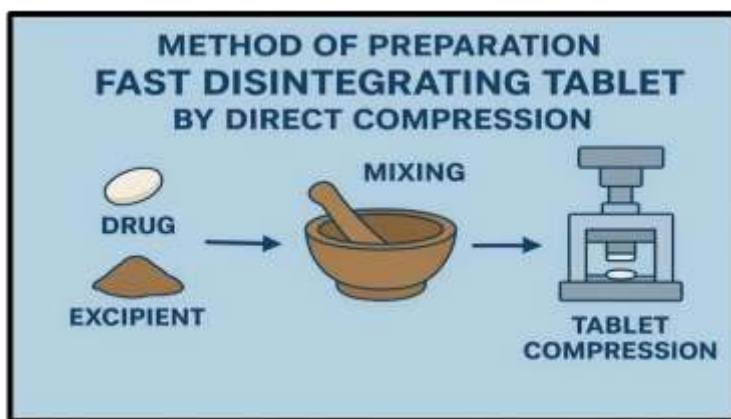 METHOD OF PREPARATION
FAST DISINTEGRATING TABLET
BY DIRECT COMPRESSION
DRUG
EXCIPIENT
MIXING
TABLET
COMPRESSION